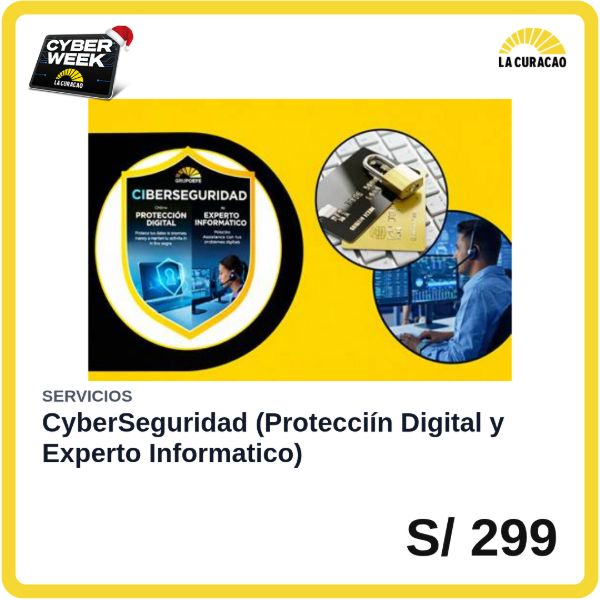 CYBER
WEEK
LA CURACAO
LA CURACAO
GRUPOEFE
CIBERSEGURIDAD
PROTECCIÓN
DIGITAL
EXPERTO
INFORMÁTICO
SERVICIOS
CyberSeguridad (Protecciín Digital y
Experto Informatico)
S/ 299